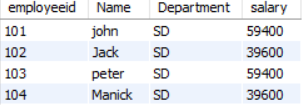 employeeid Name Department salary
101 john SD 59400
102 Jack SD 39600
103 peter SD 59400
104 Manick SD 39600